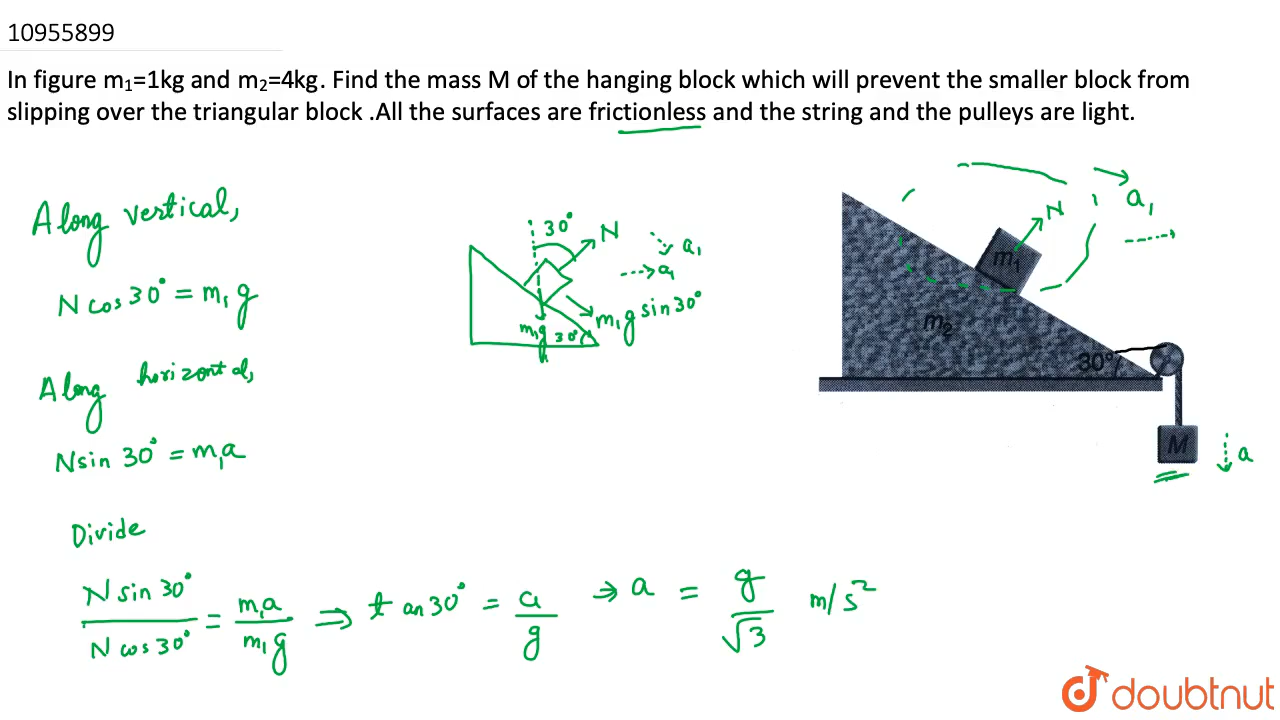 10955899
In figure m₁=1kg and m₂=4kg. Find the mass M of the hanging block which will prevent the smaller block from
slipping over the triangular block .All the surfaces are frictionless and the string and the pulleys are light.
Along vertical,
N cos 30° = m₁g
Along horizontal,
N sin 30° = m₁a
Divide
N sin 30° / N cos 30° = m₁a / m₁g ⇒ tan 30° = a / g ⇒ a = g / √3 m/s²
30°
N
a₁
a₁
m₁g sin 30°
m₁g
30°
N
a₁
m₁
m₂
30°
M
a
doubtnut